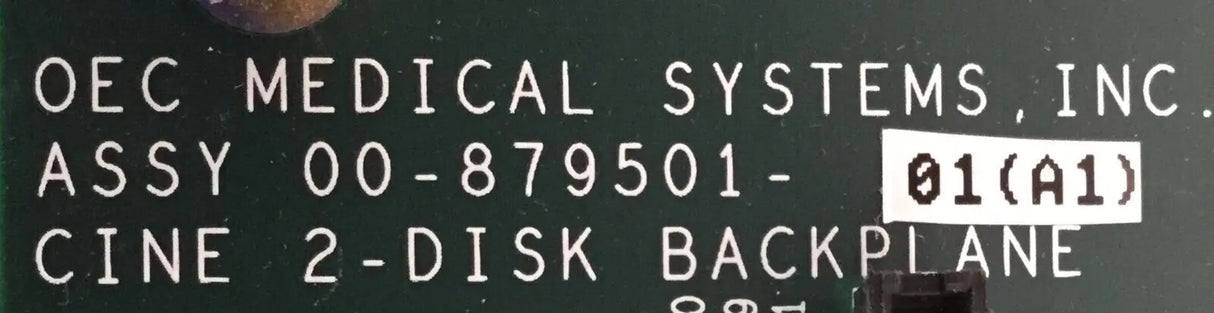 OEC MEDICAL SYSTEMS, INC.
ASSY 00-879501- 01(A1)
CINE 2-DISK BACKPLANE